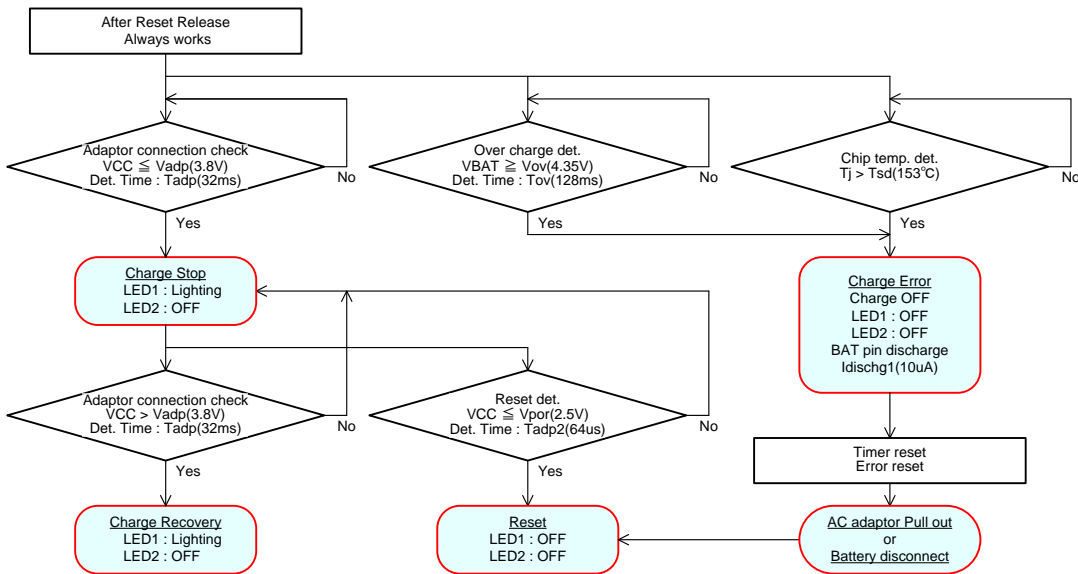 After Reset Release
Always works
Adaptor connection check
VCC ≦ Vadp(3.8V)
Det. Time : Tadp(32ms)
No
Yes
Over charge det.
VBAT ≧ Vov(4.35V)
Det. Time : Tov(128ms)
No
Yes
Chip temp. det.
Tj > Tsd(153℃)
No
Yes
Charge Stop
LED1 : Lighting
LED2 : OFF
Charge Error
Charge OFF
LED1 : OFF
LED2 : OFF
BAT pin discharge
Idischg1(10uA)
Adaptor connection check
VCC > Vadp(3.8V)
Det. Time : Tadp(32ms)
No
Yes
Reset det.
VCC ≦ Vpor(2.5V)
Det. Time : Tadp2(64us)
No
Yes
Timer reset
Error reset
Charge Recovery
LED1 : Lighting
LED2 : OFF
Reset
LED1 : OFF
LED2 : OFF
AC adaptor Pull out
or
Battery disconnect